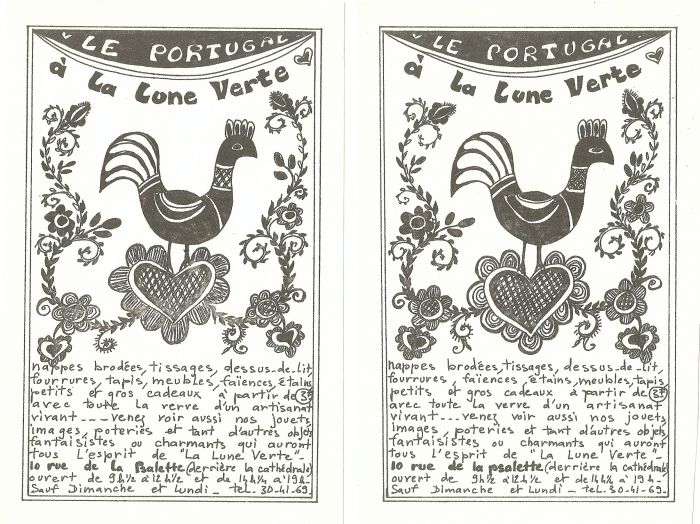 LE PORTUGAL
à La Lune Verte
nappes brodées, tissages, dessus-de-lit,
fourrures, tapis, meubles, faïences, étains
petits et gros cadeaux à partir de 3F
avec toute la verve d'un artisanat
vivant----venez voir aussi nos jouets
images, poteries et tant d'autres objets
fantaisistes ou charmants qui auront
tous l'esprit de "La Lune Verte"-
10 rue de la Psalette (derrière la cathédrale)
ouvert de 9h½ à 12h½ et de 14h½ à 19h-
Sauf Dimanche et Lundi - tel. 30-41-69-
LE PORTUGAL
à La Lune Verte
nappes brodées, tissages, dessus-de-lit,
fourrures, faïences, étains, meubles, tapis,
petits et gros cadeaux à partir de 3F
avec toute la verve d'un artisanat
vivant----venez voir aussi nos jouets,
images, poteries et tant d'autres objets
fantaisistes ou charmants qui auront
tous l'esprit de "La Lune Verte"-
10 rue de la psalette (derrière la cathédrale)
ouvert de 9h½ à 12h½ et de 14h½ à 19h-
Sauf Dimanche et Lundi - tel. 30-41-69-